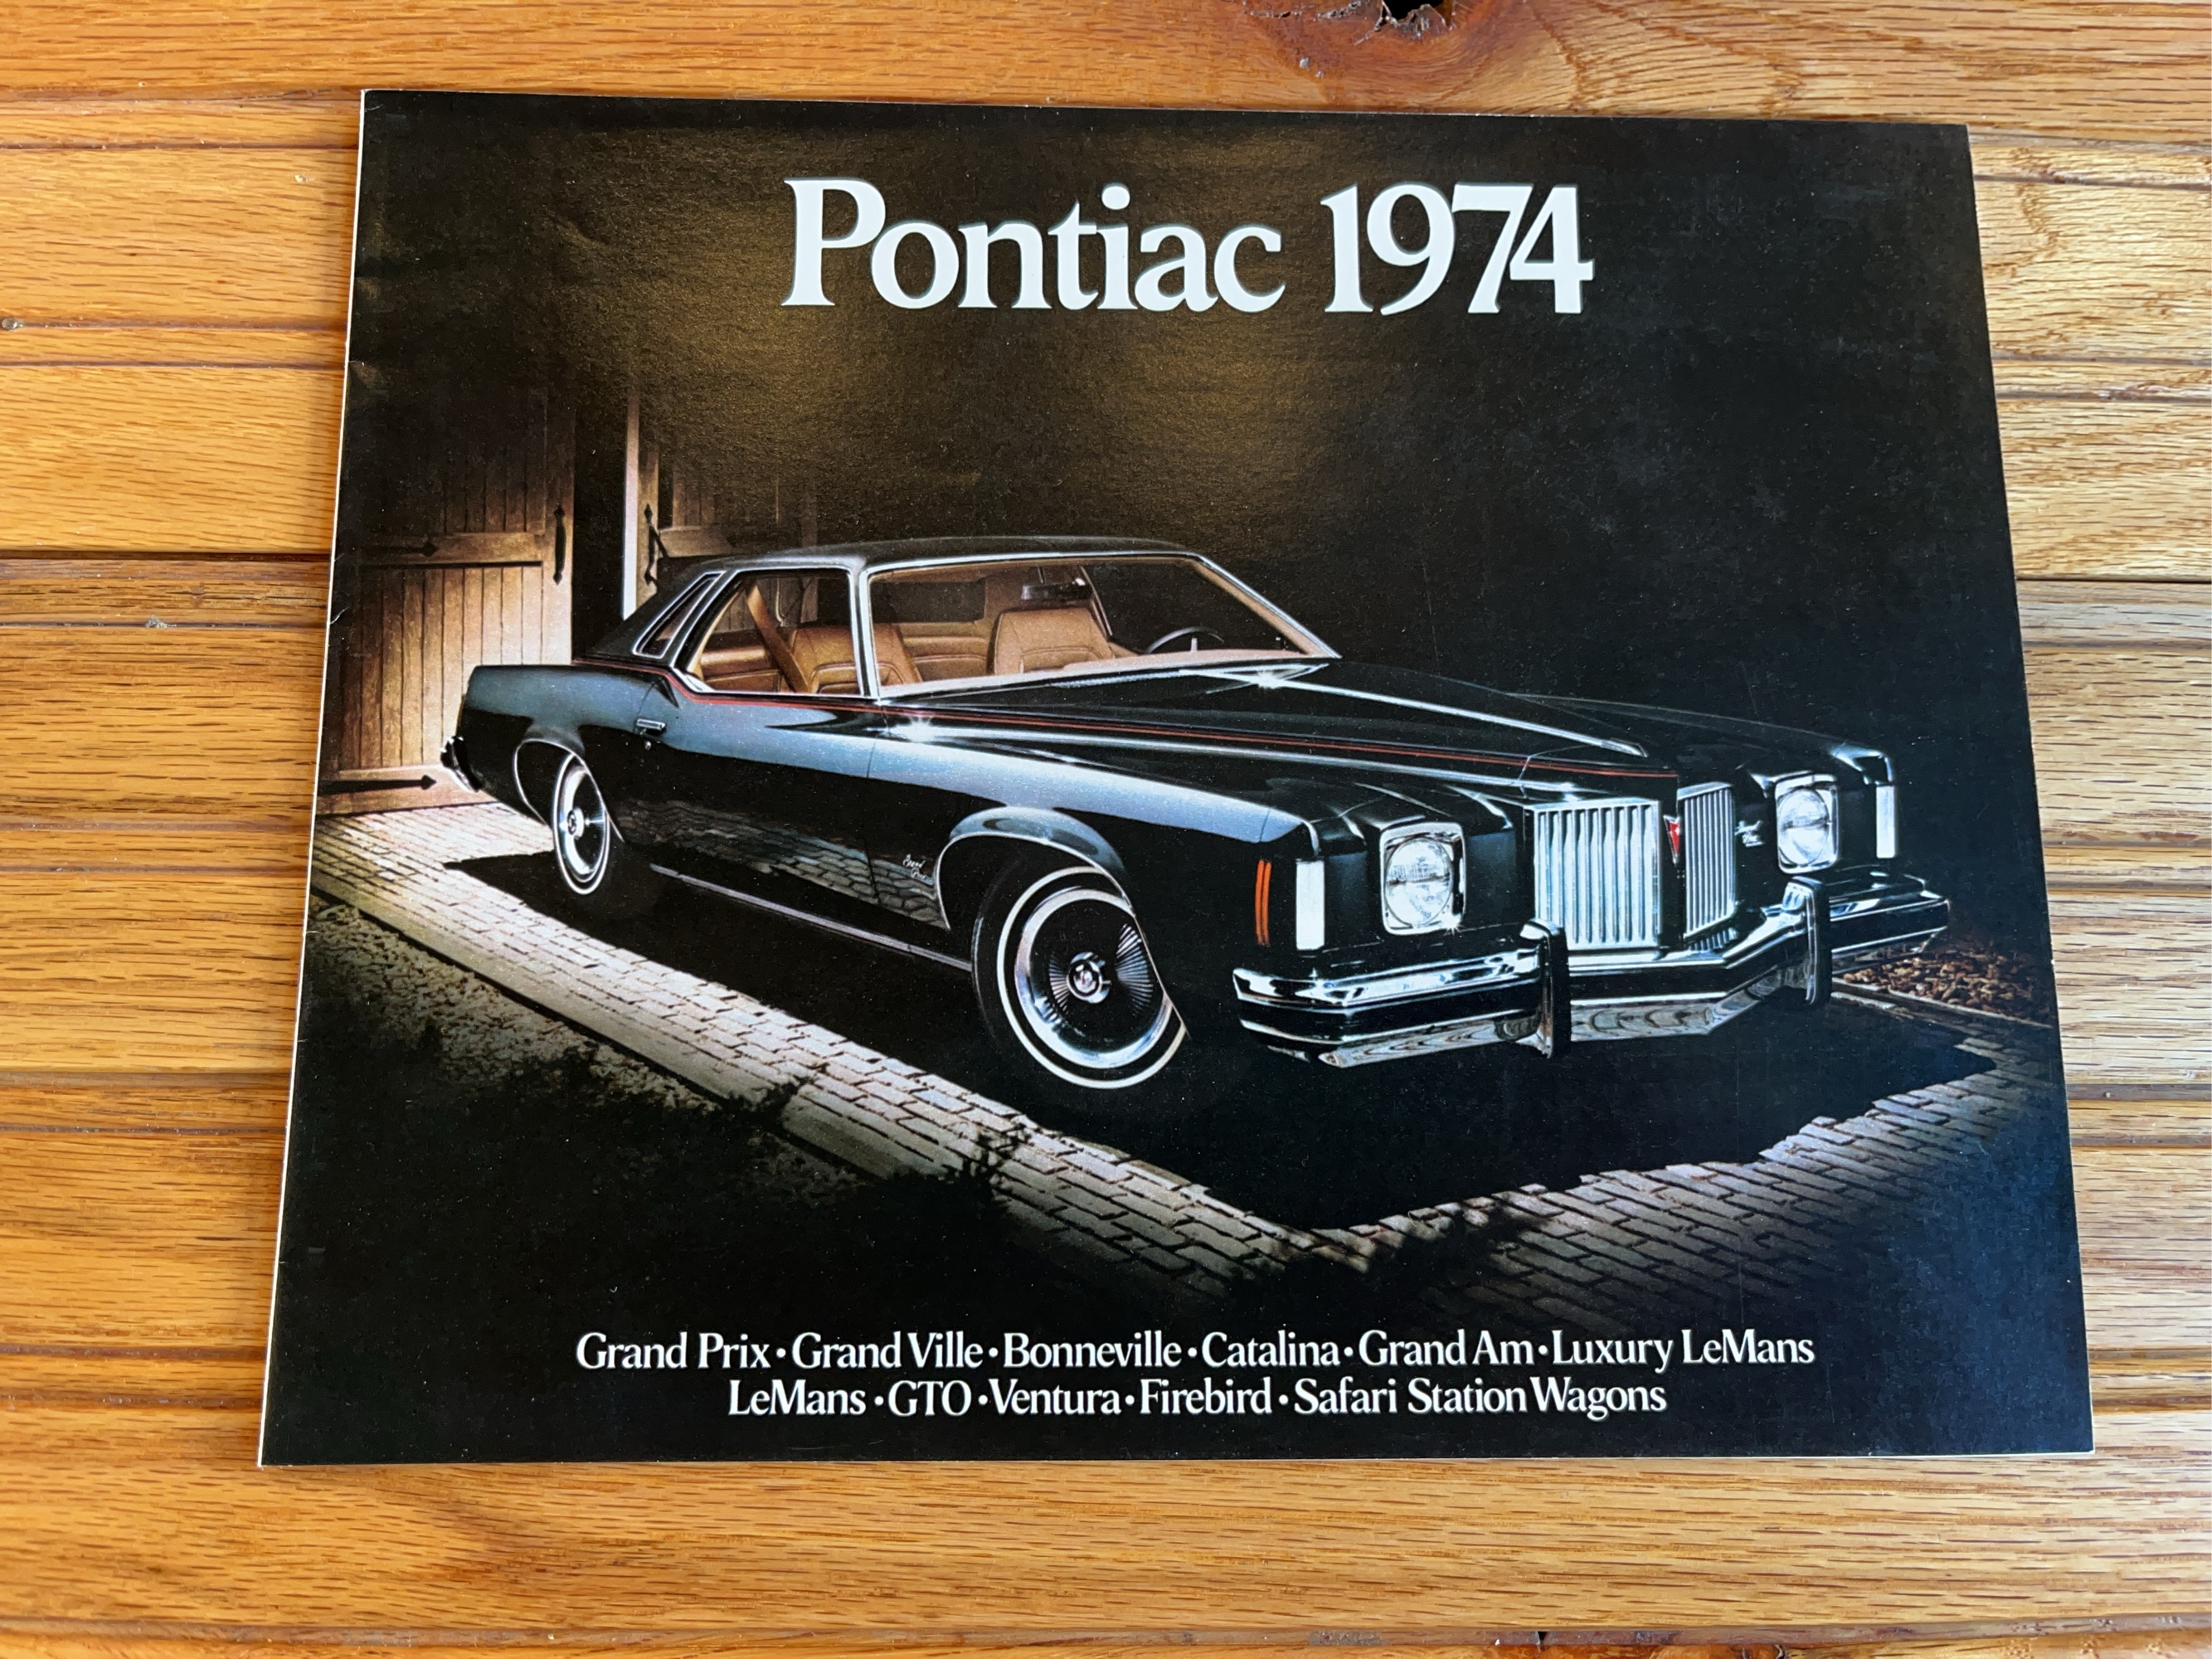 Pontiac 1974
Grand Prix • Grand Ville • Bonneville • Catalina • Grand Am • Luxury LeMans
LeMans • GTO • Ventura • Firebird • Safari Station Wagons